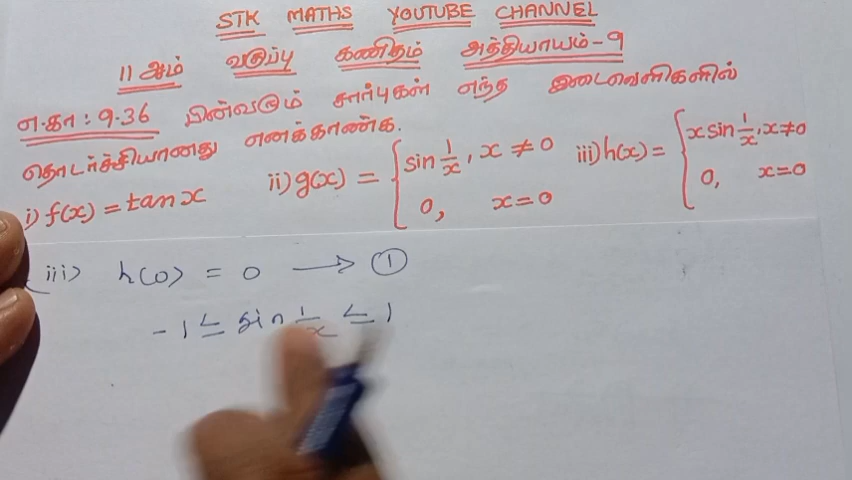 STK MATHS YOUTUBE CHANNEL
11 ஆம் வகுப்பு கணிதம் அத்தியாயம் - 9
எ.கா : 9.36 பின்வரும் சார்புகள் எந்த இடைவெளிகளில்
தொடர்ச்சியானது எனக்காண்க.
i) f(x) = tan x ii) g(x) = { sin 1/x , x ≠ 0 iii) h(x) = { x sin 1/x , x ≠ 0
0, x = 0 0, x = 0
(iii) h(0) = 0 → ①
-1 ≤ sin 1/x ≤ 1